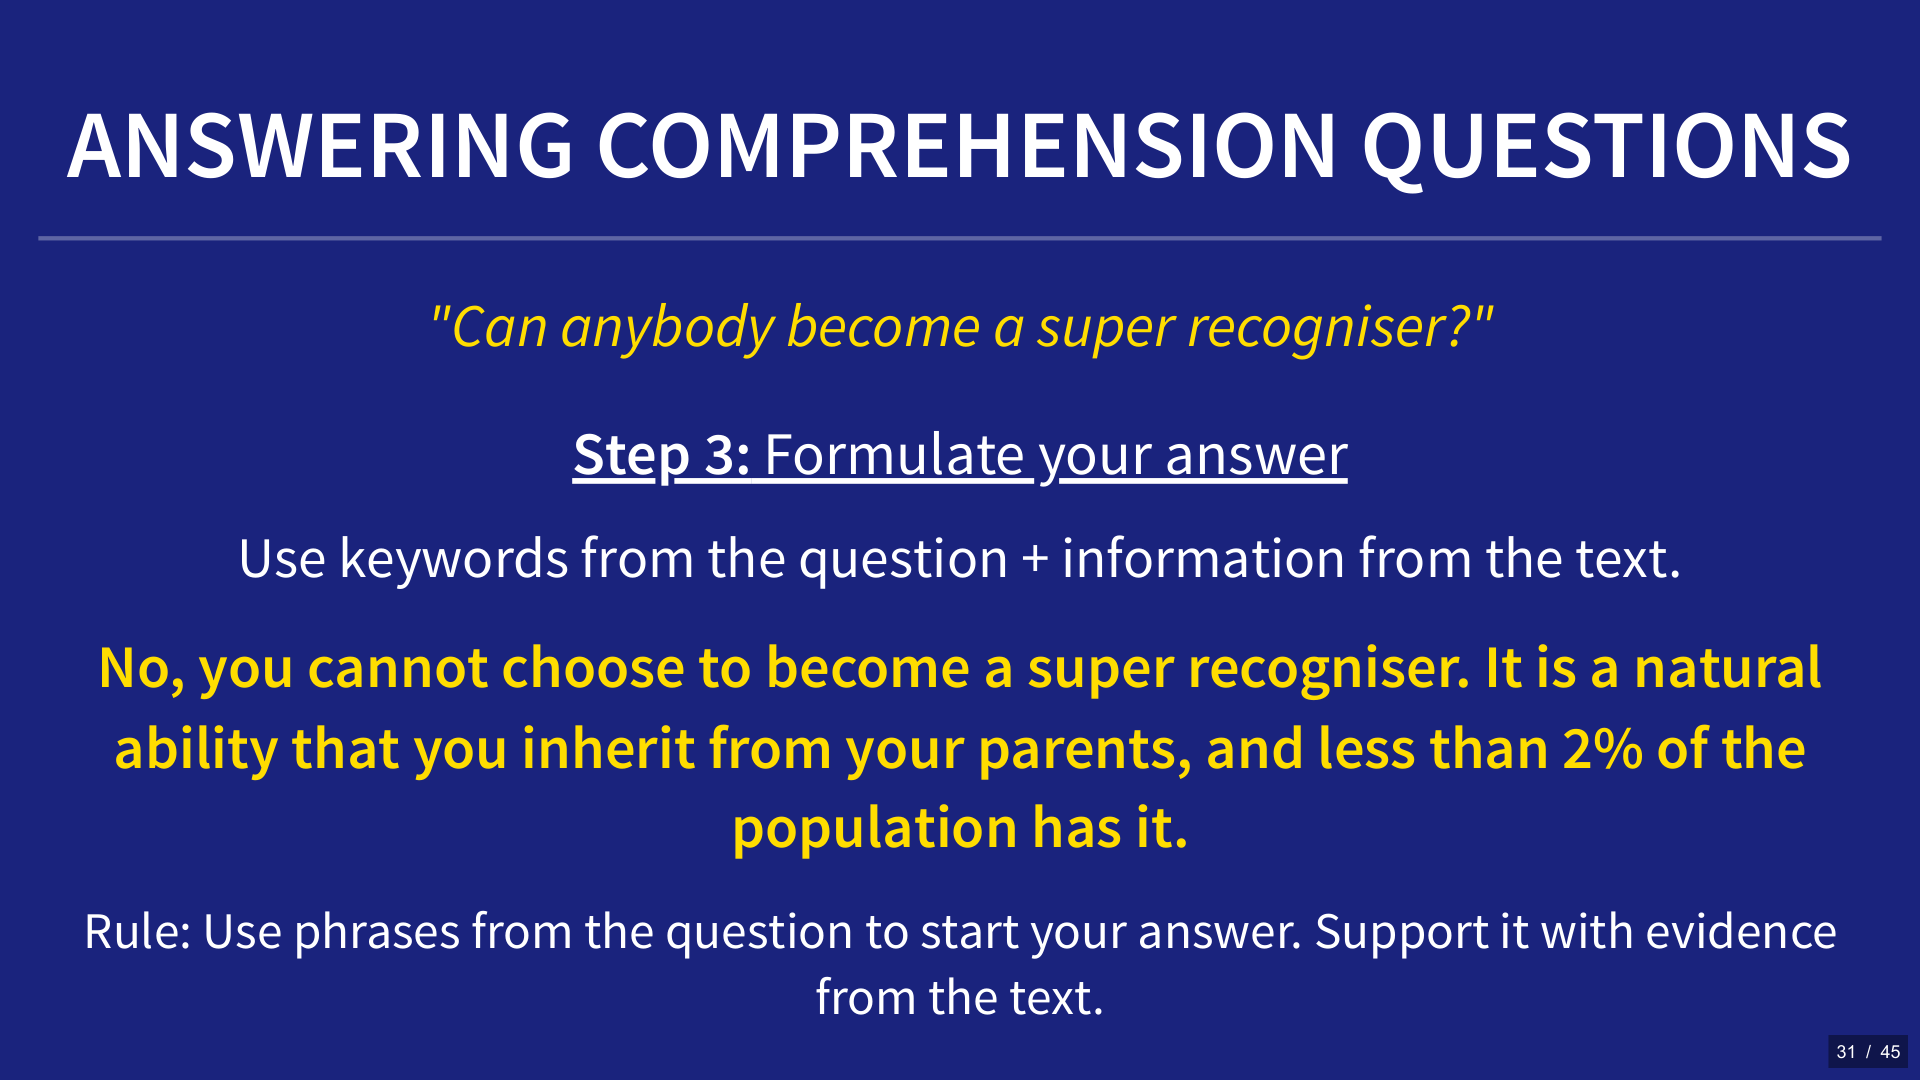 ANSWERING COMPREHENSION QUESTIONS
"Can anybody become a super recogniser?"
Step 3: Formulate your answer
Use keywords from the question + information from the text.
No, you cannot choose to become a super recogniser. It is a natural
ability that you inherit from your parents, and less than 2% of the
population has it.
Rule: Use phrases from the question to start your answer. Support it with evidence
from the text.
31 / 45